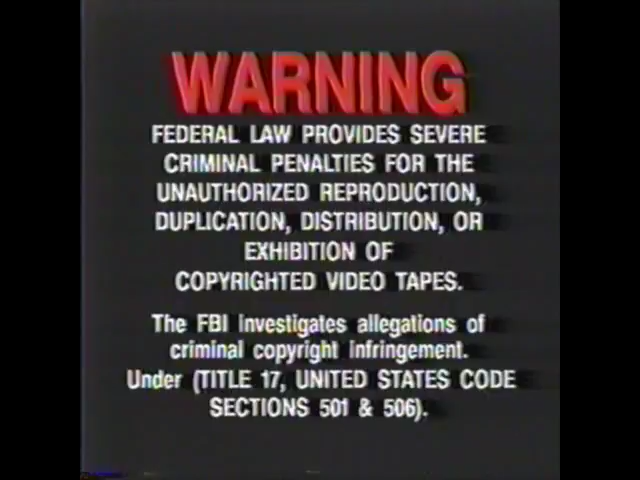 WARNING
FEDERAL LAW PROVIDES SEVERE
CRIMINAL PENALTIES FOR THE
UNAUTHORIZED REPRODUCTION,
DUPLICATION, DISTRIBUTION, OR
EXHIBITION OF
COPYRIGHTED VIDEO TAPES.
The FBI investigates allegations of
criminal copyright infringement.
Under (TITLE 17, UNITED STATES CODE
SECTIONS 501 & 506).